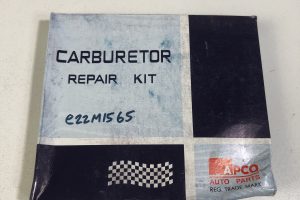 CARBURETOR
REPAIR KIT
e22M1565
APCO
AUTO PARTS
REG. TRADE MARK